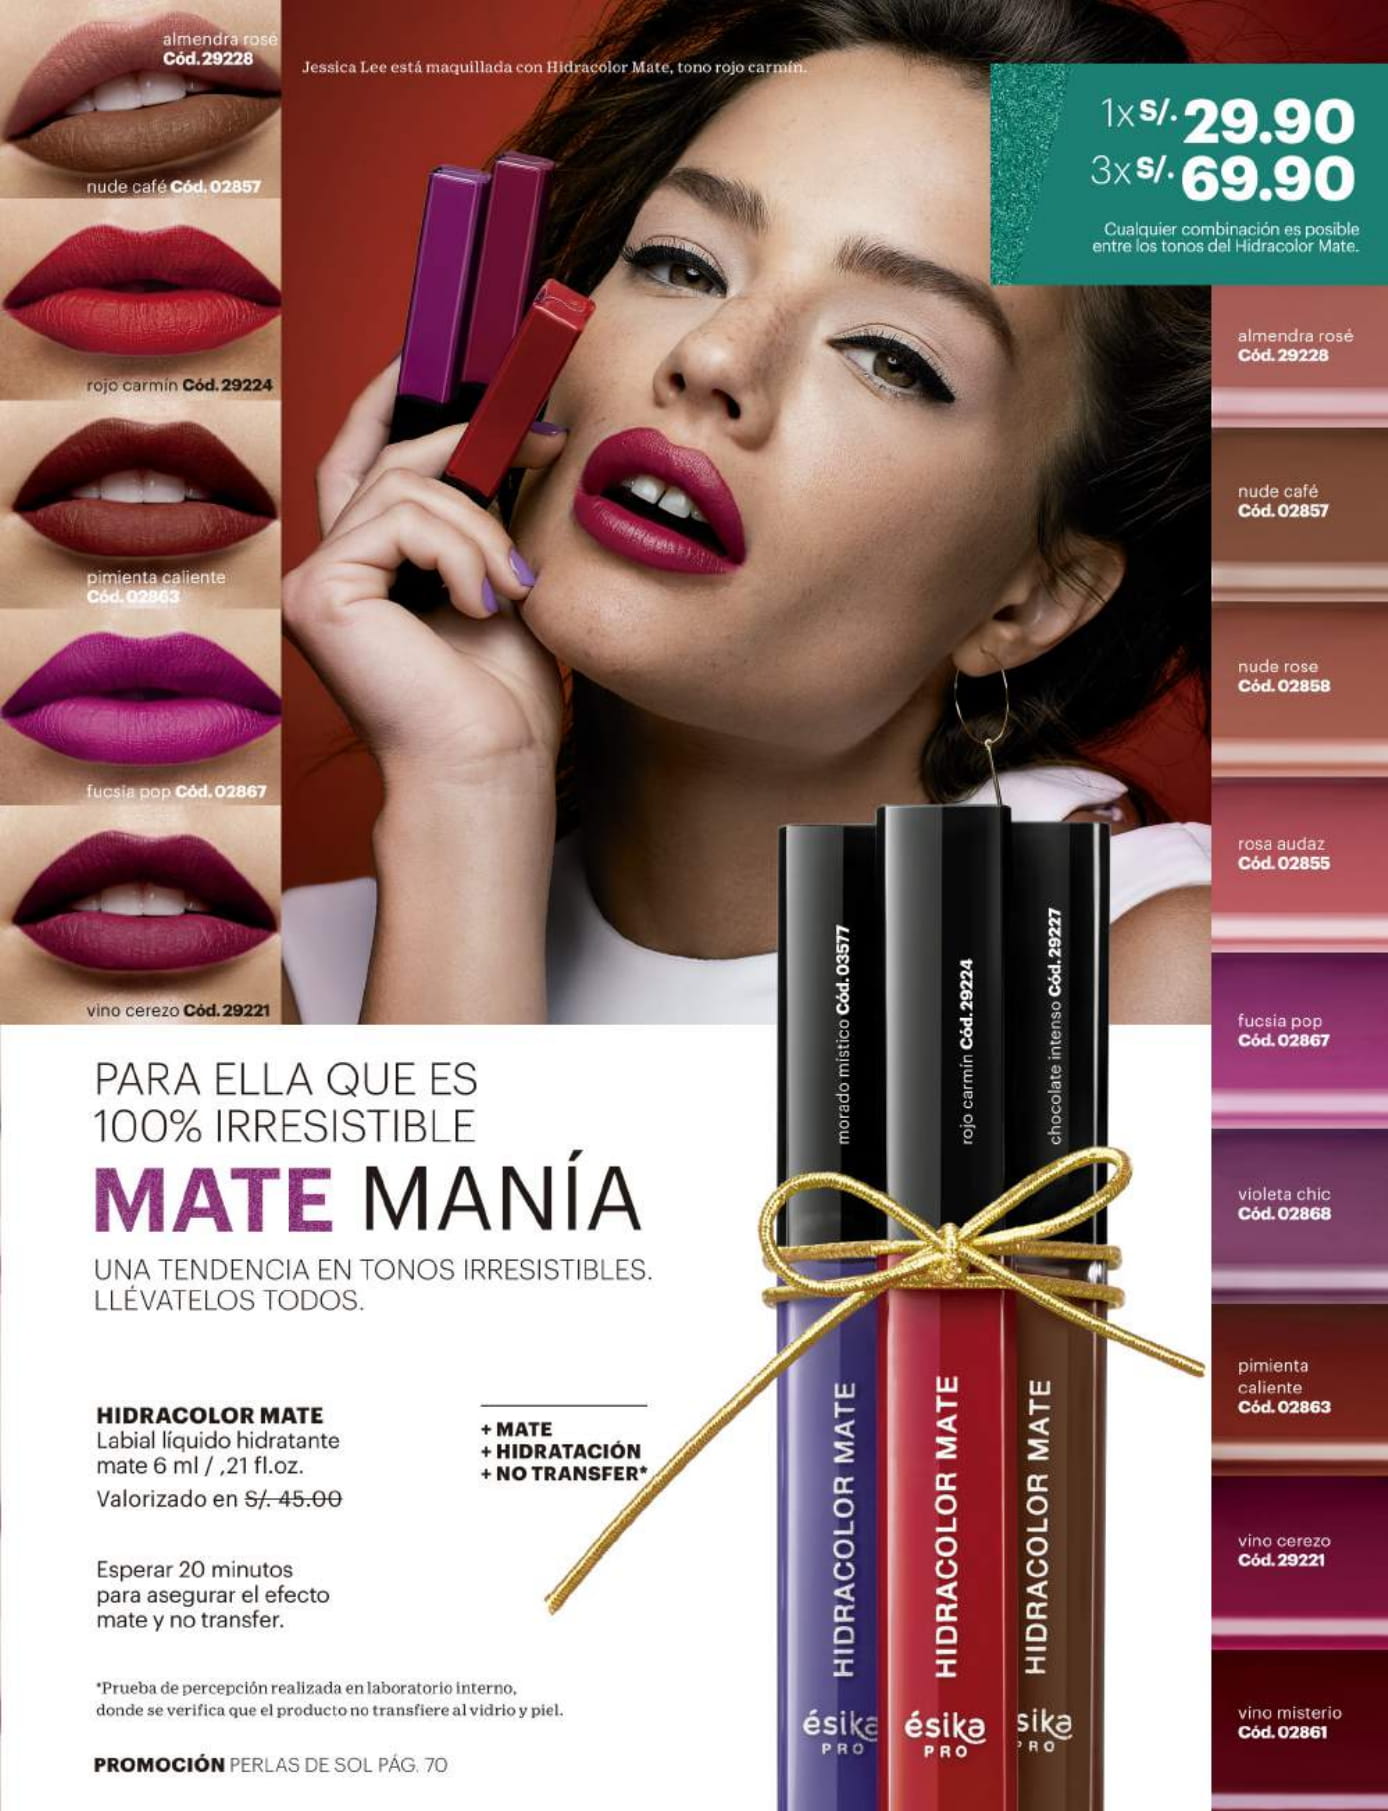 almendra rosé
Cód. 29228
nude café Cód. 02857
rojo carmín Cód. 29224
pimienta caliente
Cód. 02863
fucsia pop Cód. 02867
vino cerezo Cód. 29221
Jessica Lee está maquillada con Hidracolor Mate, tono rojo carmín.
1x S/. 29.90
3x S/. 69.90
Cualquier combinación es posible
entre los tonos del Hidracolor Mate.
almendra rosé
Cód. 29228
nude café
Cód. 02857
nude rose
Cód. 02858
rosa audaz
Cód. 02855
fucsia pop
Cód. 02867
violeta chic
Cód. 02868
pimienta
caliente
Cód. 02863
vino cerezo
Cód. 29221
vino misterio
Cód. 02861
morado místico Cód. 03577
rojo carmín Cód. 29224
chocolate intenso Cód. 29227
PARA ELLA QUE ES
100% IRRESISTIBLE
MATE MANÍA
UNA TENDENCIA EN TONOS IRRESISTIBLES.
LLÉVATELOS TODOS.
HIDRACOLOR MATE
Labial líquido hidratante
mate 6 ml / ,21 fl.oz.
Valorizado en S/. 45.00
+ MATE
+ HIDRATACIÓN
+ NO TRANSFER*
Esperar 20 minutos
para asegurar el efecto
mate y no transfer.
*Prueba de percepción realizada en laboratorio interno,
donde se verifica que el producto no transfiere al vidrio y piel.
PROMOCIÓN PERLAS DE SOL PÁG. 70
HIDRACOLOR MATE
ésika
PRO
HIDRACOLOR MATE
ésika
PRO
HIDRACOLOR MATE
sika
PRO